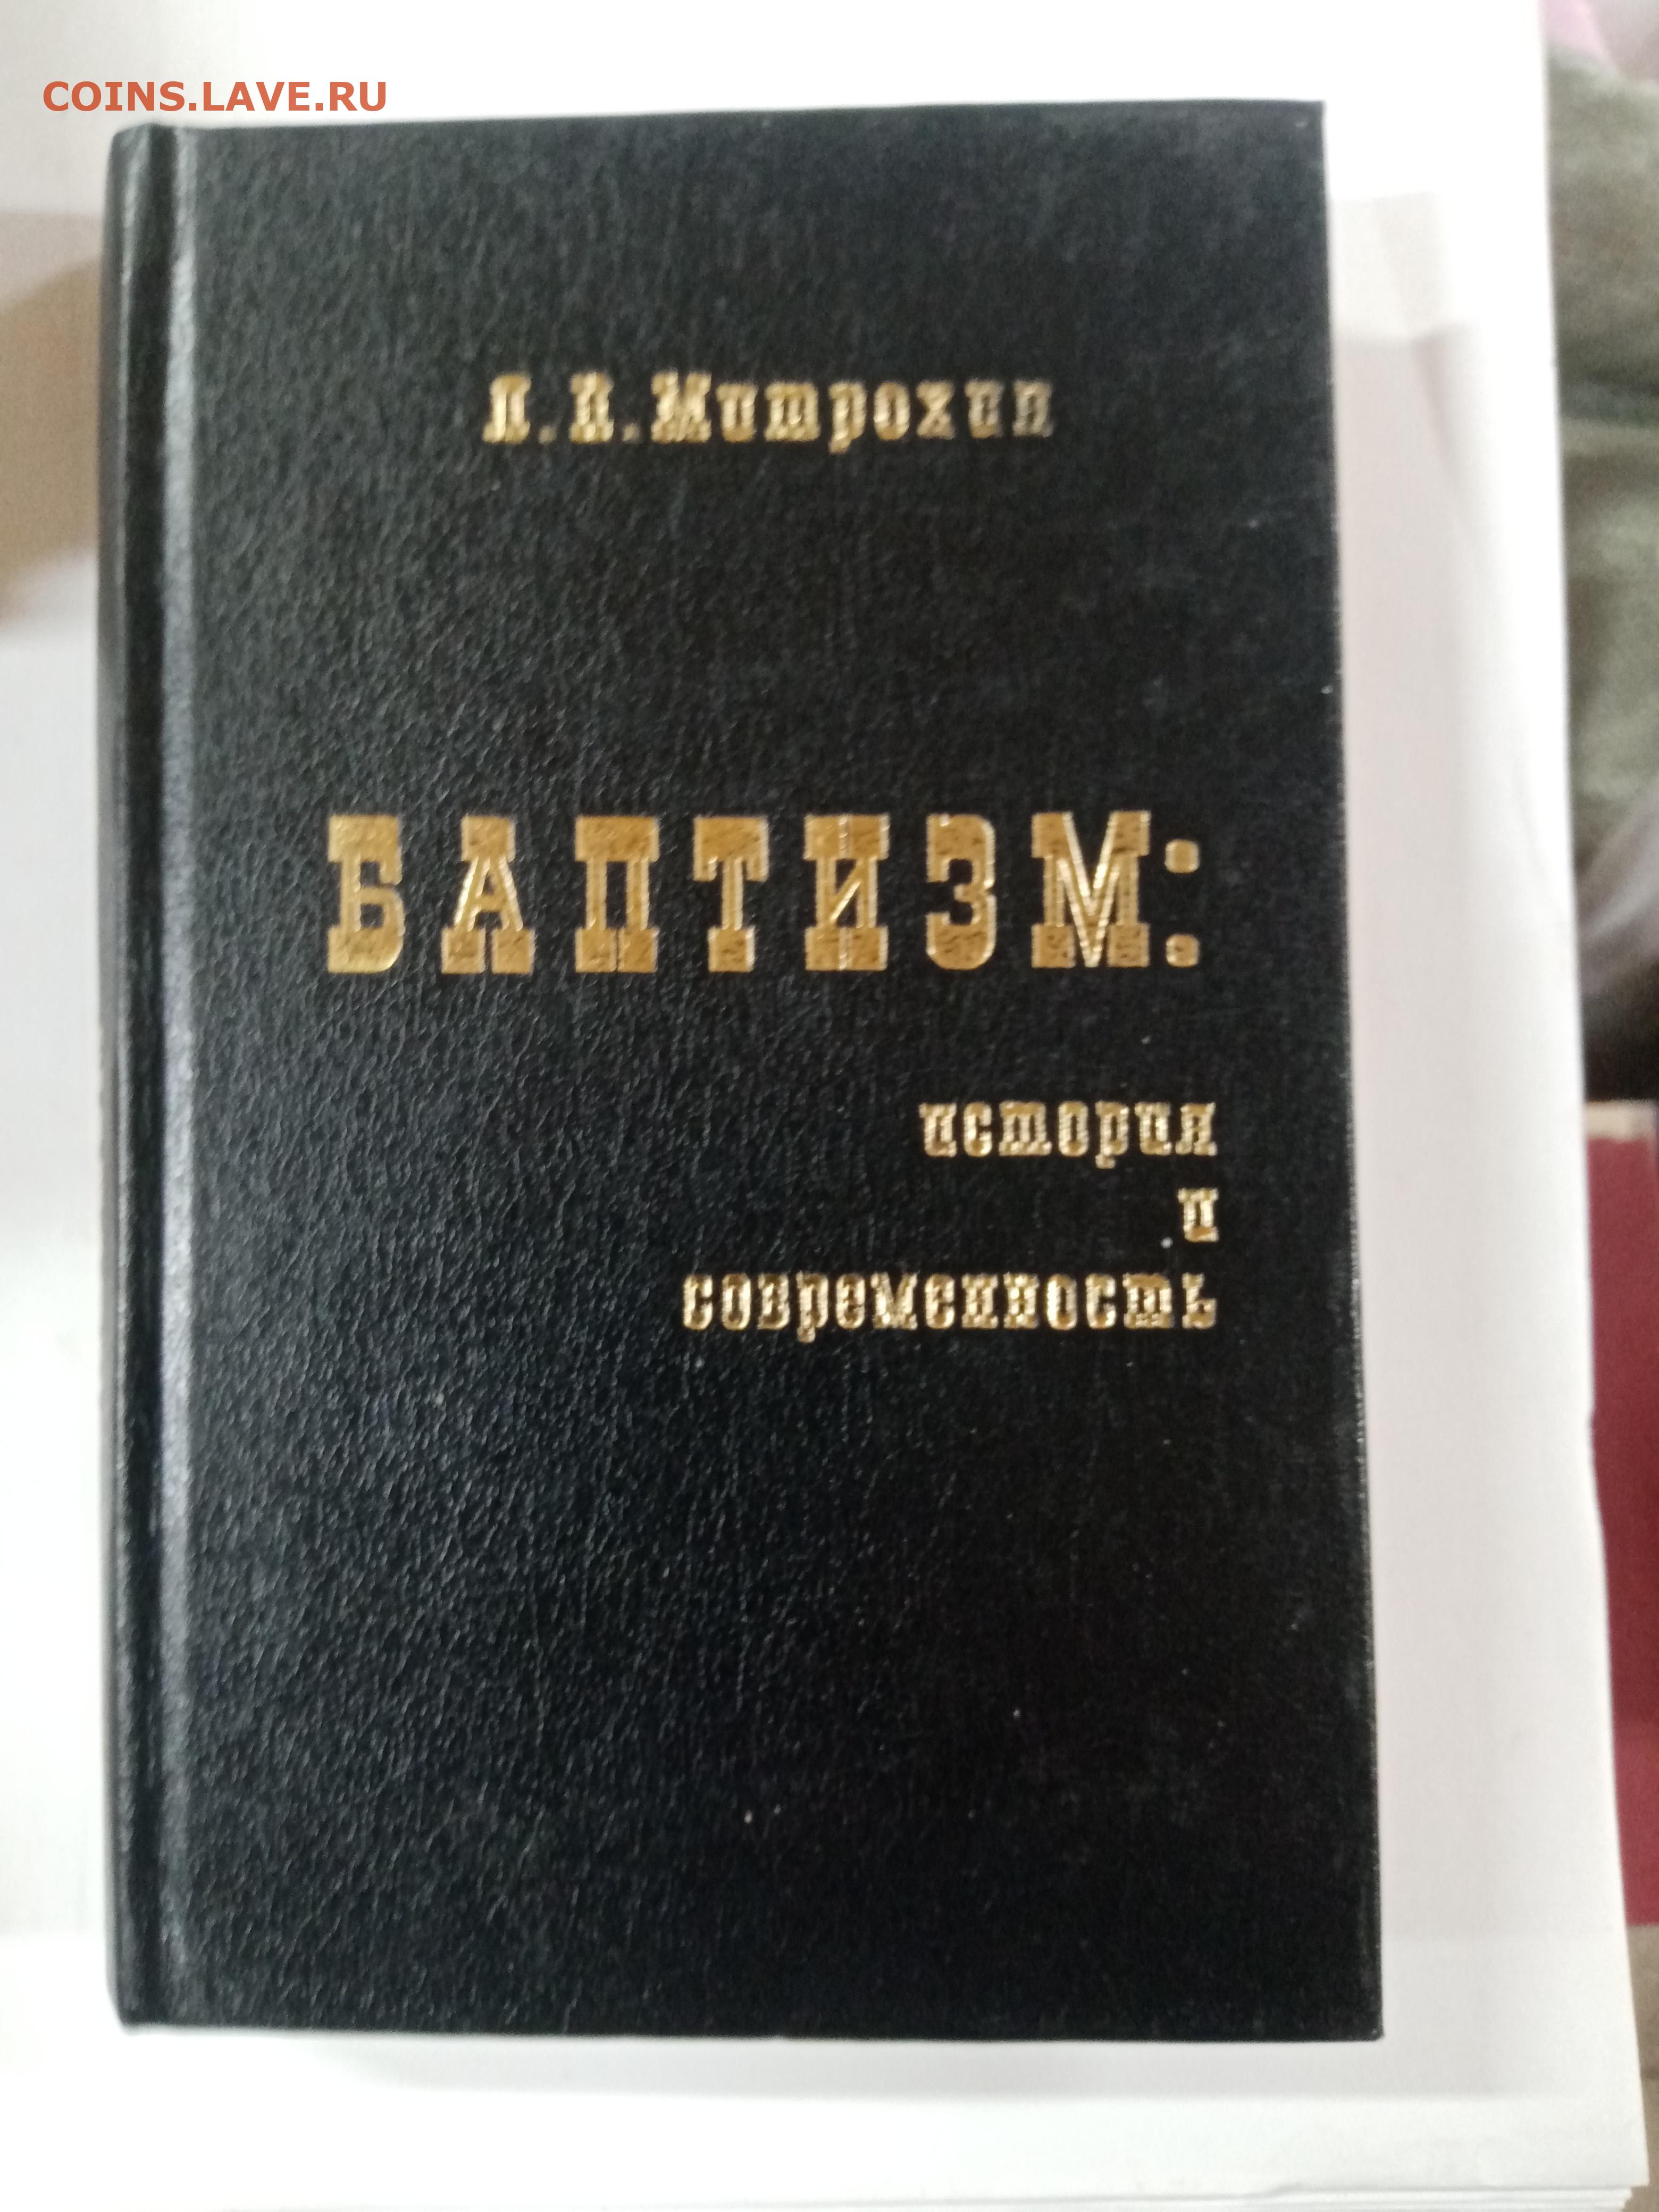 COINS.LAVE.RU
Л.Н.Митрохин
БАПТИЗМ:
история
и
современность